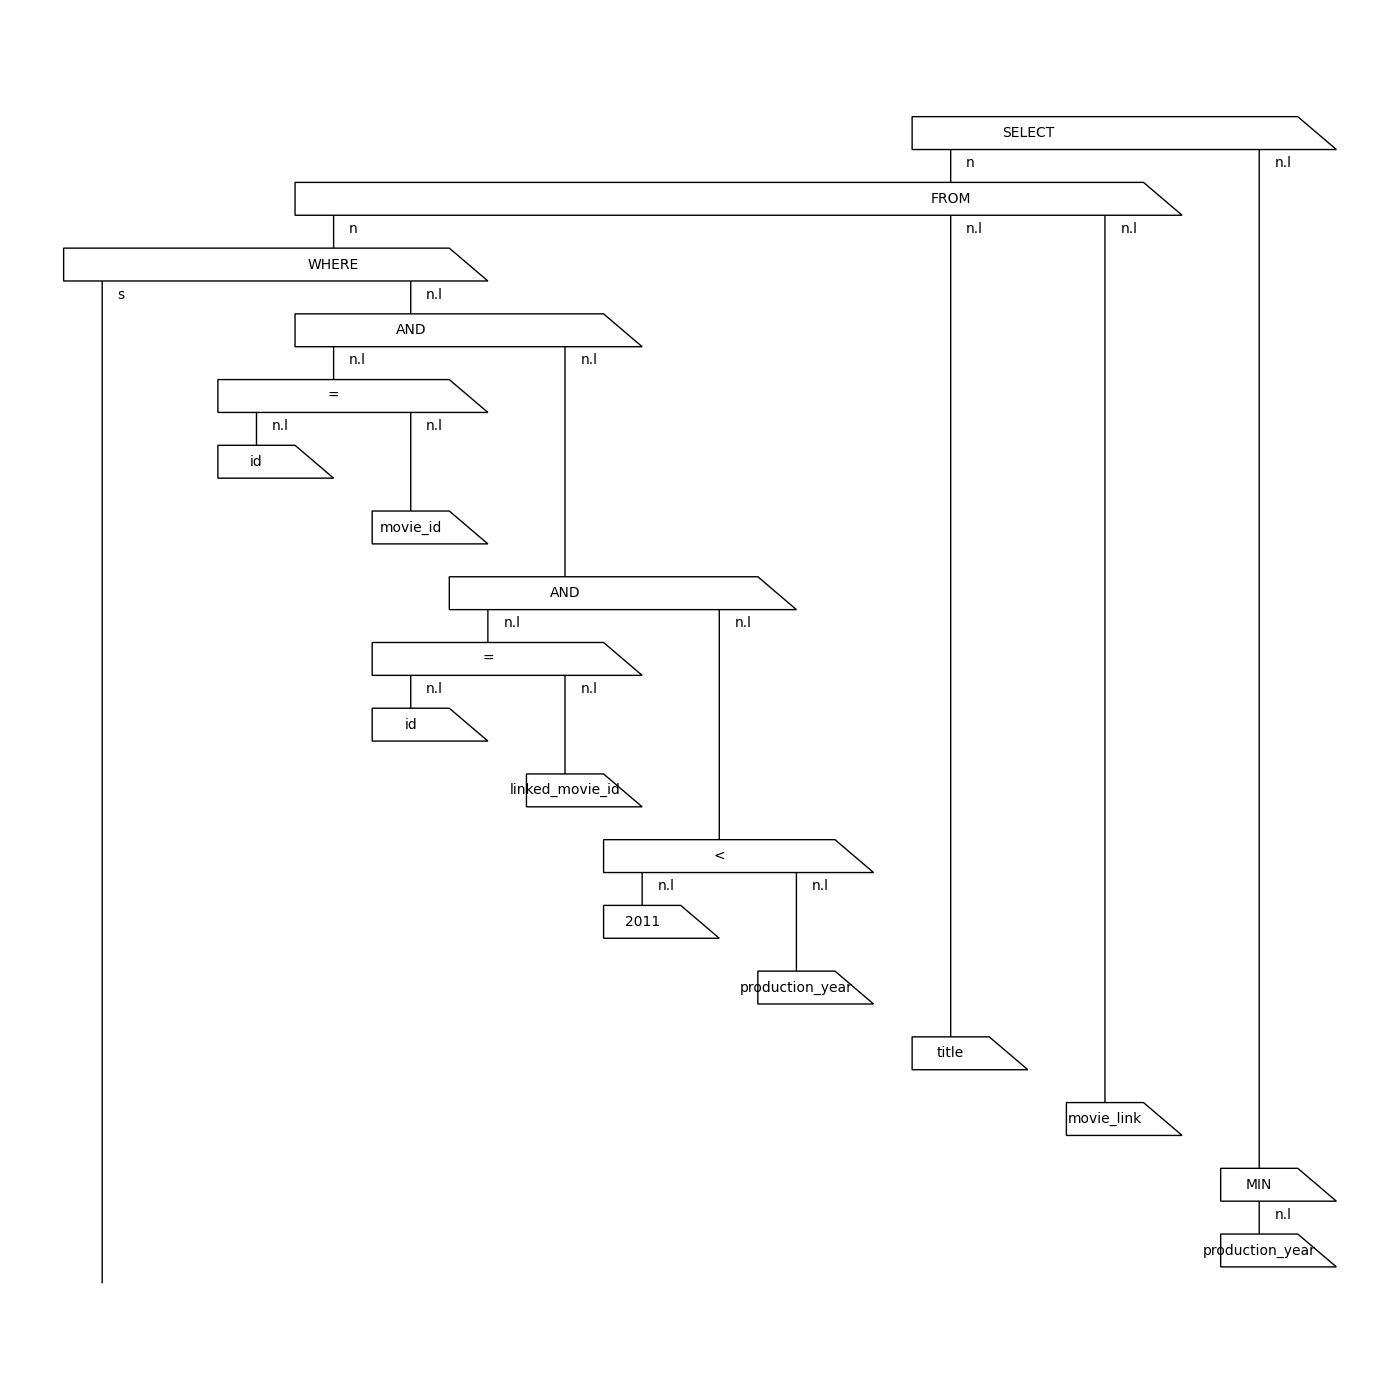 SELECT
n n.l
FROM
n n.l n.l
WHERE
s n.l
AND
n.l n.l
=
n.l n.l
id
movie_id
AND
n.l n.l
=
n.l n.l
id
linked_movie_id
<
n.l n.l
2011
production_year
title
movie_link
MIN
n.l
production_year